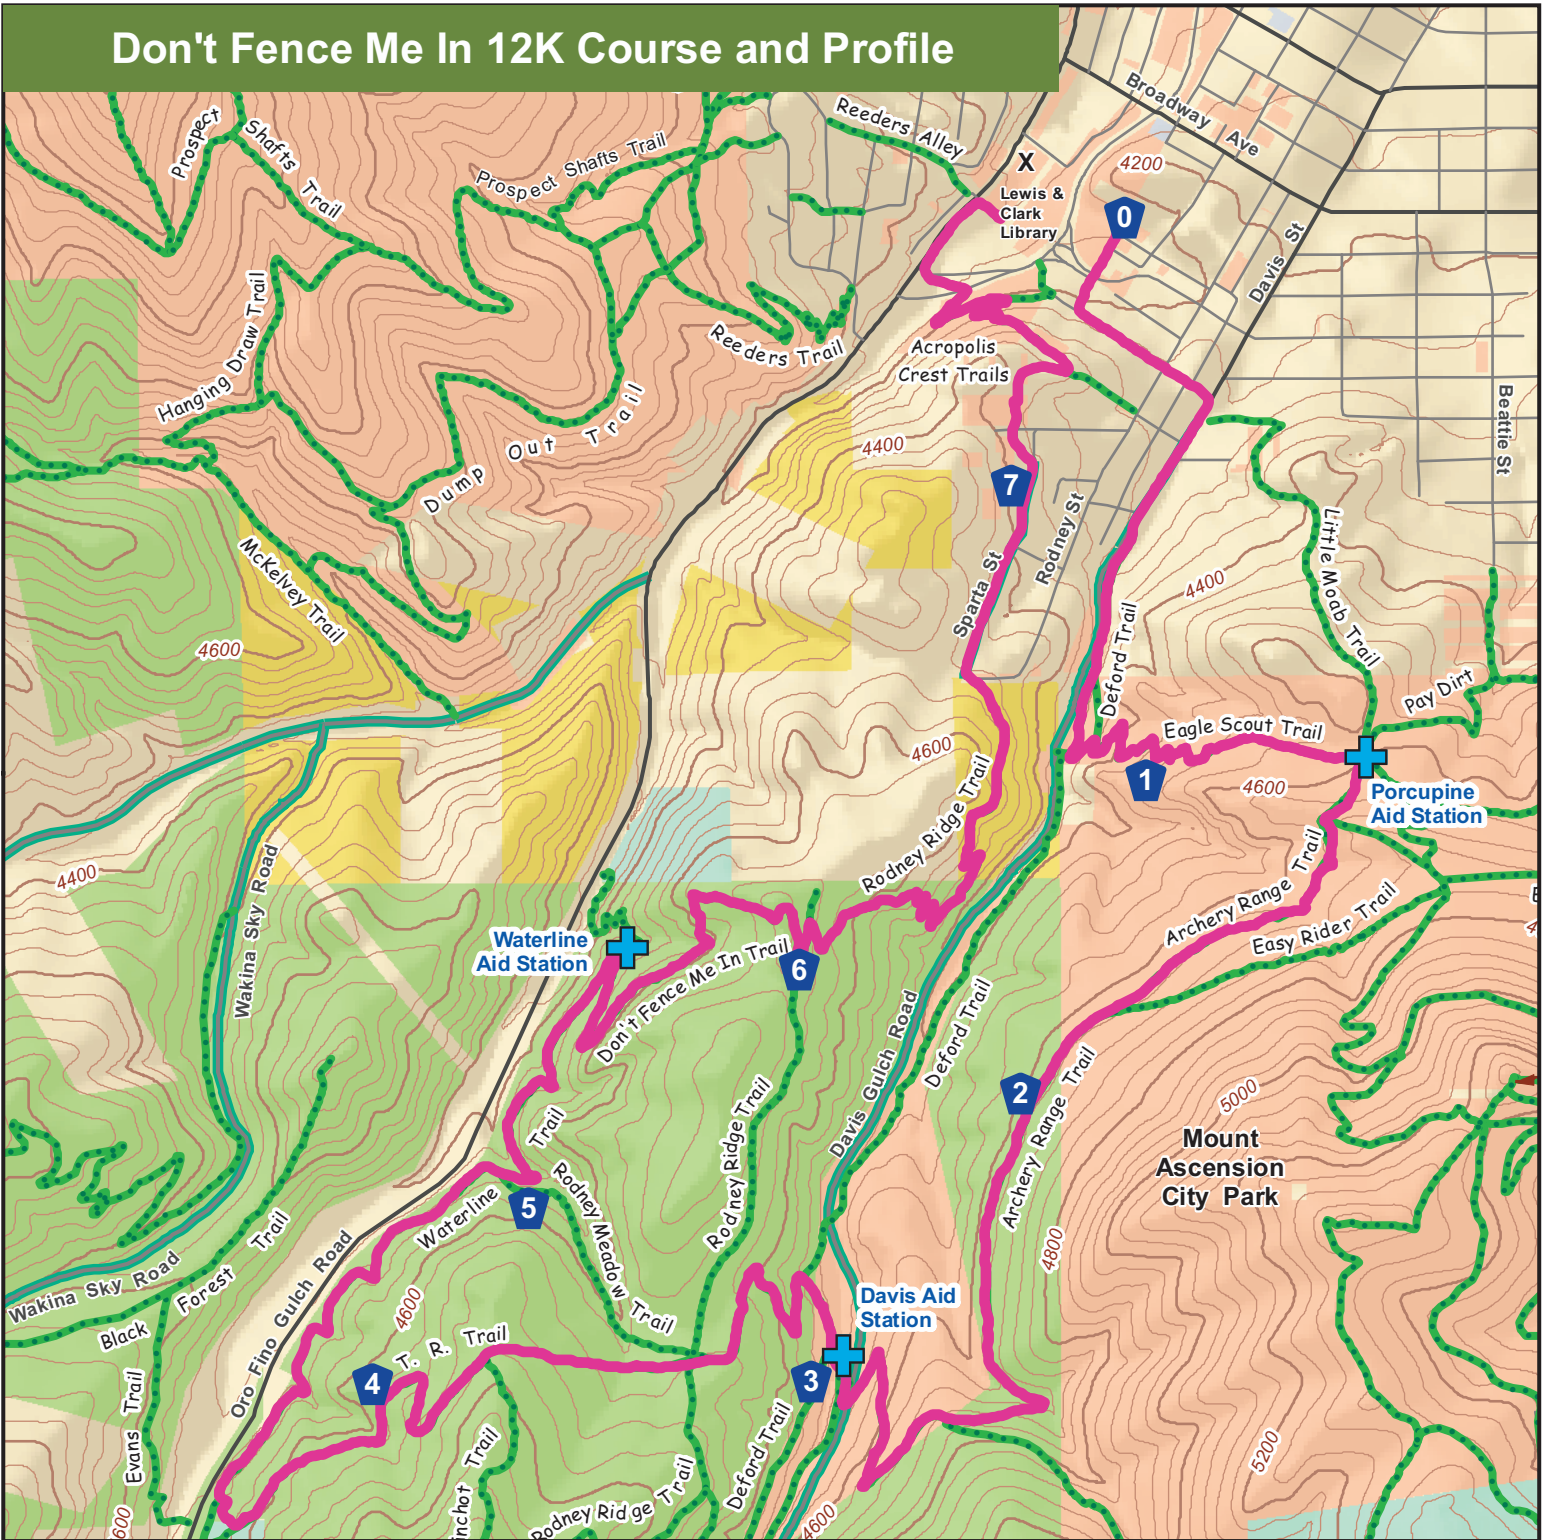 Don't Fence Me In 12K Course and Profile
Broadway Ave
Reeders Alley
Prospect Shafts Trail
Prospect Shafts Trail
X
Lewis &
Clark
Library
4200
0
Davis St
Hanging Draw Trail
Reeders Trail
Acropolis
Crest Trails
Dump Out Trail
4400
Beattie St
7
Rodney St
Little Moab Trail
McKelvey Trail
Sparta St
4400
4600
Deford Trail
Pay Dirt
Eagle Scout Trail
4600
Rodney Ridge Trail
1
4600
Porcupine
Aid Station
4400
Wakina Sky Road
Archery Range Trail
Easy Rider Trail
Waterline
Aid Station
Don't Fence Me In Trail
6
Davis Gulch Road
Deford Trail
2
Archery Range Trail
5000
Mount
Ascension
City Park
Rodney Ridge Trail
Waterline Trail
5
Rodney Meadow Trail
4800
Wakina Sky Road
Black Forest Trail
Oro Fino Gulch Road
4600
Davis Aid
Station
T. R. Trail
4
3
Evans Trail
Deford Trail
5200
inchot Trail
Rodney Ridge Trail
4600
600